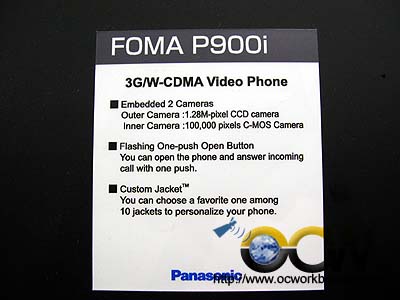 FOMA P900i
3G/W-CDMA Video Phone
■ Embedded 2 Cameras
Outer Camera :1.28M-pixel CCD camera
Inner Camera :100,000 pixels C-MOS Camera
■ Flashing One-push Open Button
You can open the phone and answer incoming
call with one push.
■ Custom Jacket™
You can choose a favorite one among
10 jackets to personalize your phone.
OCW
Panasonic
http://www.ocworkb